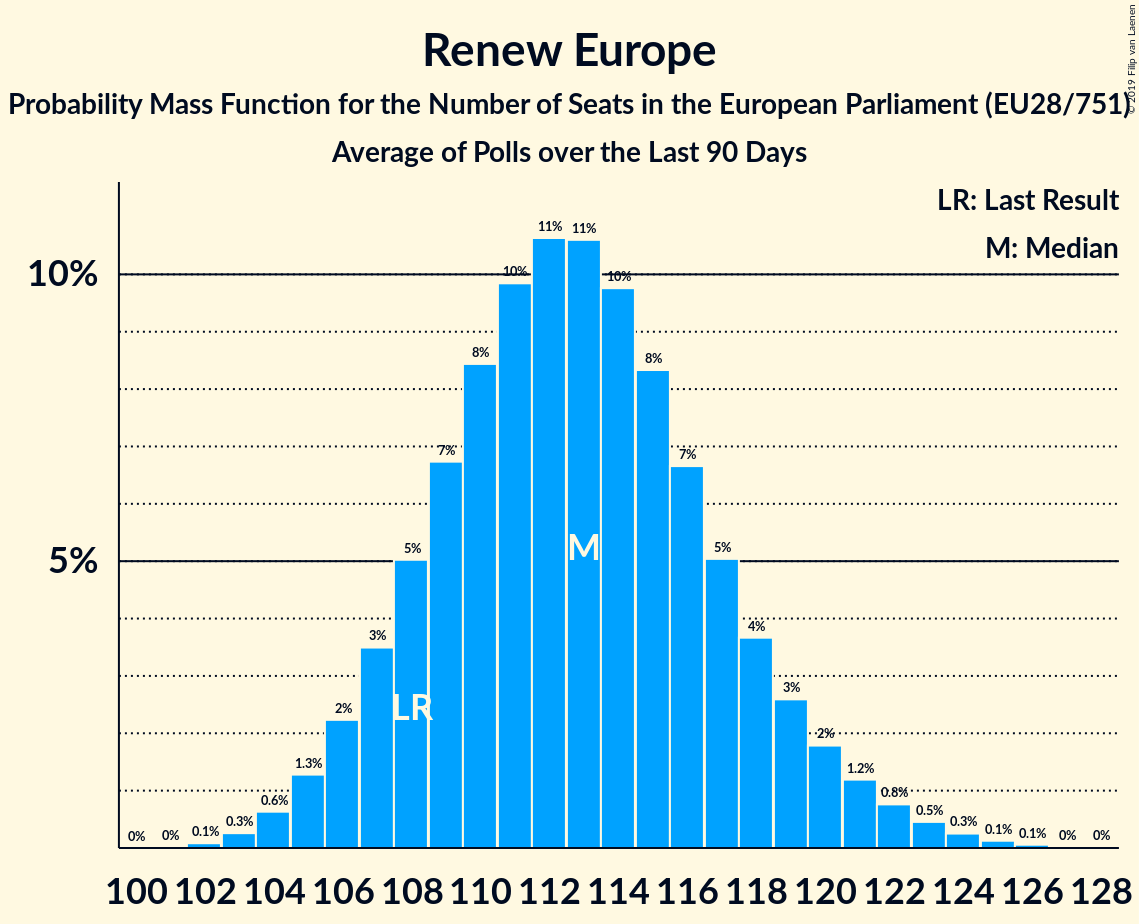 Renew Europe
Probability Mass Function for the Number of Seats in the European Parliament (EU28/751)
Average of Polls over the Last 90 Days
© 2019 Filip van Laenen
LR: Last Result
M: Median
10%
5%
0% 0% 0.1% 0.3% 0.6% 1.3% 2% 3% 5% 7% 8% 10% 11% 11% 10% 8% 7% 5% 4% 3% 2% 1.2% 0.8% 0.5% 0.3% 0.1% 0.1% 0% 0%
M
LR
100 102 104 106 108 110 112 114 116 118 120 122 124 126 128